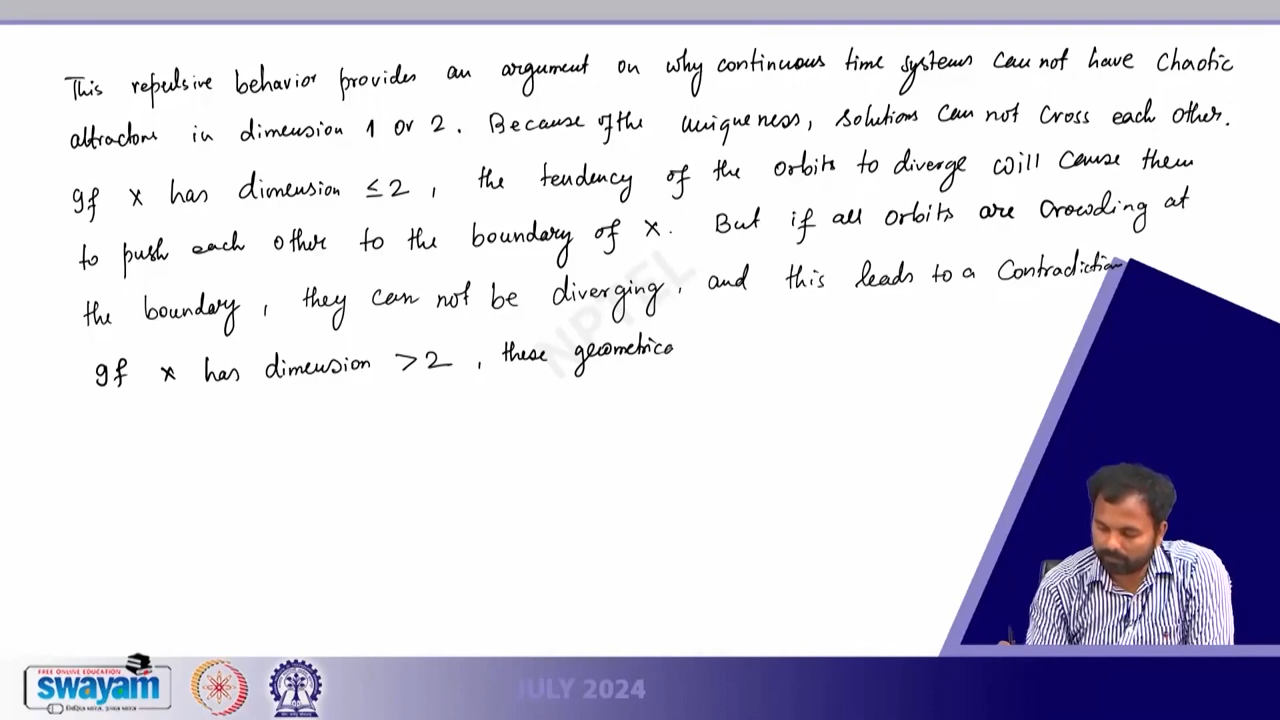 This repulsive behavior provides an argument on why continuous time systems can not have chaotic
attractors in dimension 1 or 2. Because of the uniqueness, solutions can not cross each other.
If X has dimension ≤ 2, the tendency of the orbits to diverge will cause them
to push each other to the boundary of X. But if all orbits are crowding at
the boundary, they can not be diverging, and this leads to a contradiction
If X has dimension > 2, these geometrica
NPTEL
FREE ONLINE EDUCATION
swayam
JULY 2024